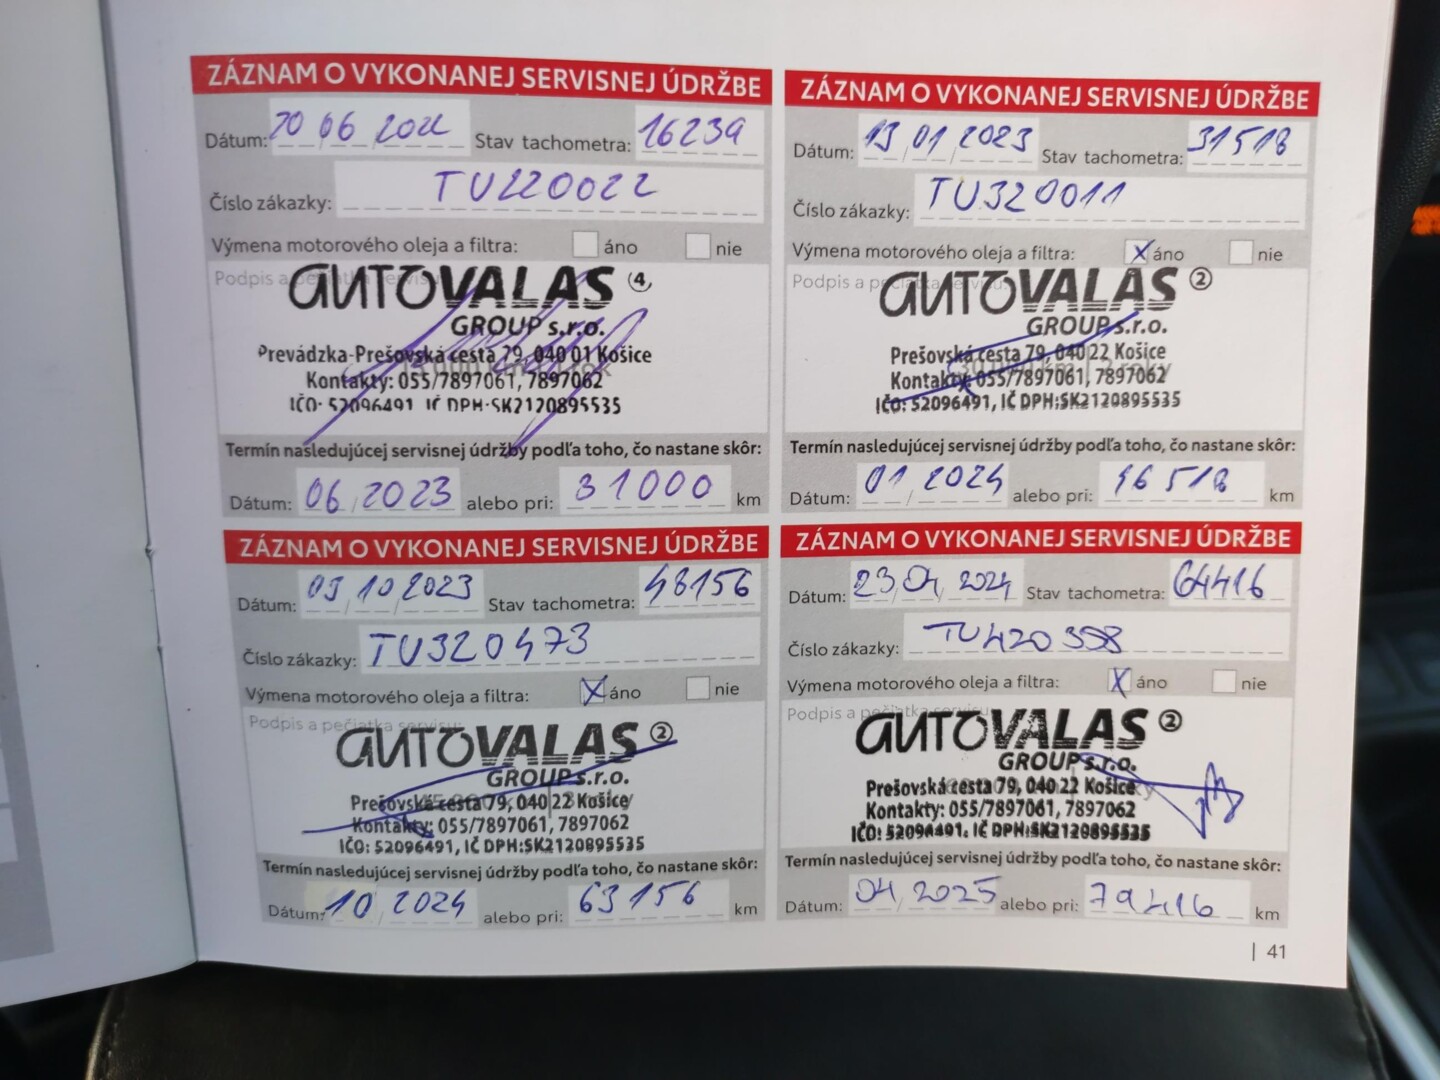 ZÁZNAM O VYKONANEJ SERVISNEJ ÚDRŽBE
Dátum: 20 06 2022 Stav tachometra: 16239
Číslo zákazky: TU220022
Výmena motorového oleja a filtra: áno nie
Podpis a
AUTOVALAS 4
GROUP s.r.o.
Prevádzka-Prešovská cesta 79, 040 01 Košice
Kontakty: 055/7897061, 7897062
IČO: 52096491 IČ DPH:SK2120895535
Termín nasledujúcej servisnej údržby podľa toho, čo nastane skôr:
Dátum: 06 2023 alebo pri: 31000 km
ZÁZNAM O VYKONANEJ SERVISNEJ ÚDRŽBE
Dátum: 13 01 2023 Stav tachometra: 31518
Číslo zákazky: TU320011
Výmena motorového oleja a filtra: X áno nie
Podpis a pečiatka servisu:
AUTOVALAS 2
GROUP s.r.o.
Prešovská cesta 79, 040 22 Košice
Kontakty: 055/7897061, 7897062
IČO: 52096491, IČ DPH:SK2120895535
Termín nasledujúcej servisnej údržby podľa toho, čo nastane skôr:
Dátum: 01 2024 alebo pri: 46518 km
ZÁZNAM O VYKONANEJ SERVISNEJ ÚDRŽBE
Dátum: 03 10 2023 Stav tachometra: 48156
Číslo zákazky: TU320473
Výmena motorového oleja a filtra: X áno nie
Podpis a pečiatka servisu:
AUTOVALAS 2
GROUP s.r.o.
Prešovská cesta 79, 040 22 Košice
Kontakty: 055/7897061, 7897062
IČO: 52096491, IČ DPH:SK2120895535
Termín nasledujúcej servisnej údržby podľa toho, čo nastane skôr:
Dátum: 10 2024 alebo pri: 63156 km
ZÁZNAM O VYKONANEJ SERVISNEJ ÚDRŽBE
Dátum: 23 04 2024 Stav tachometra: 64416
Číslo zákazky: TU420358
Výmena motorového oleja a filtra: X áno nie
Podpis a pečiatka servisu:
AUTOVALAS 2
GROUP s.r.o.
Prešovská cesta 79, 040 22 Košice
Kontakty: 055/7897061, 7897062
IČO: 52096491, IČ DPH:SK2120895535
Termín nasledujúcej servisnej údržby podľa toho, čo nastane skôr:
Dátum: 04 2025 alebo pri: 79416 km
| 41